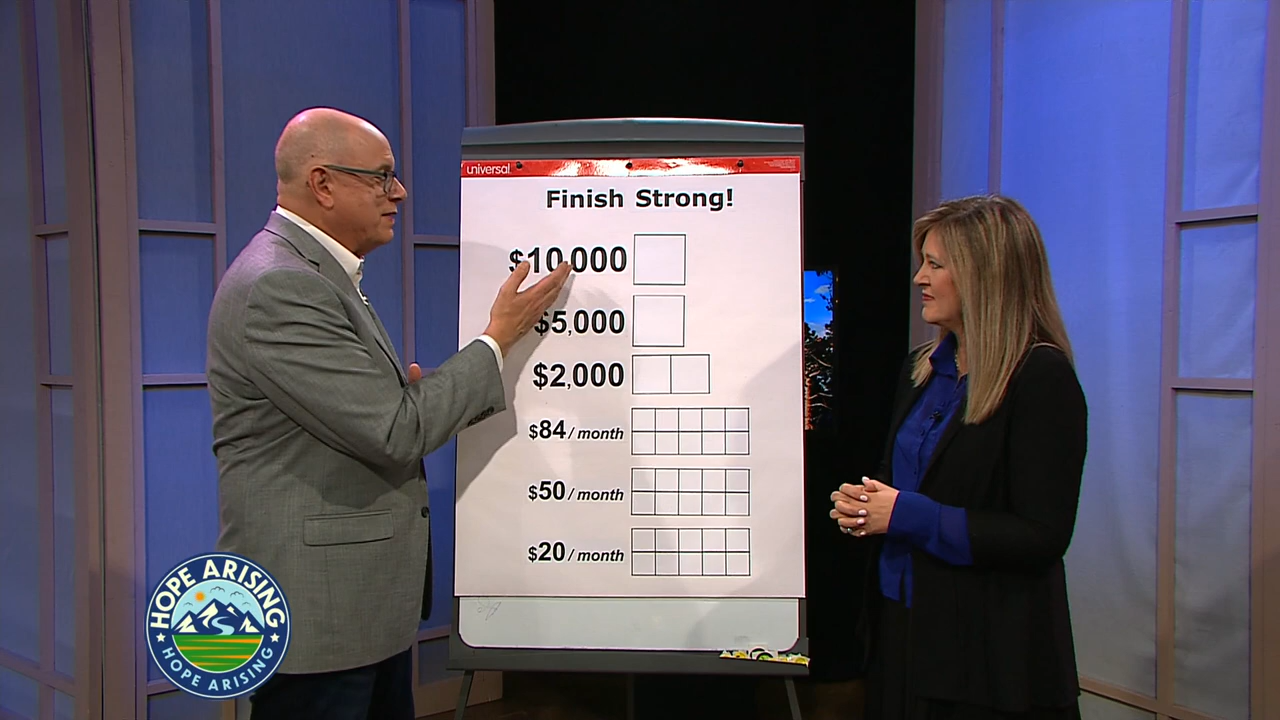 universal
Finish Strong!
$10,000
$5,000
$2,000
$84 / month
$50 / month
$20 / month
HOPE ARISING
HOPE ARISING